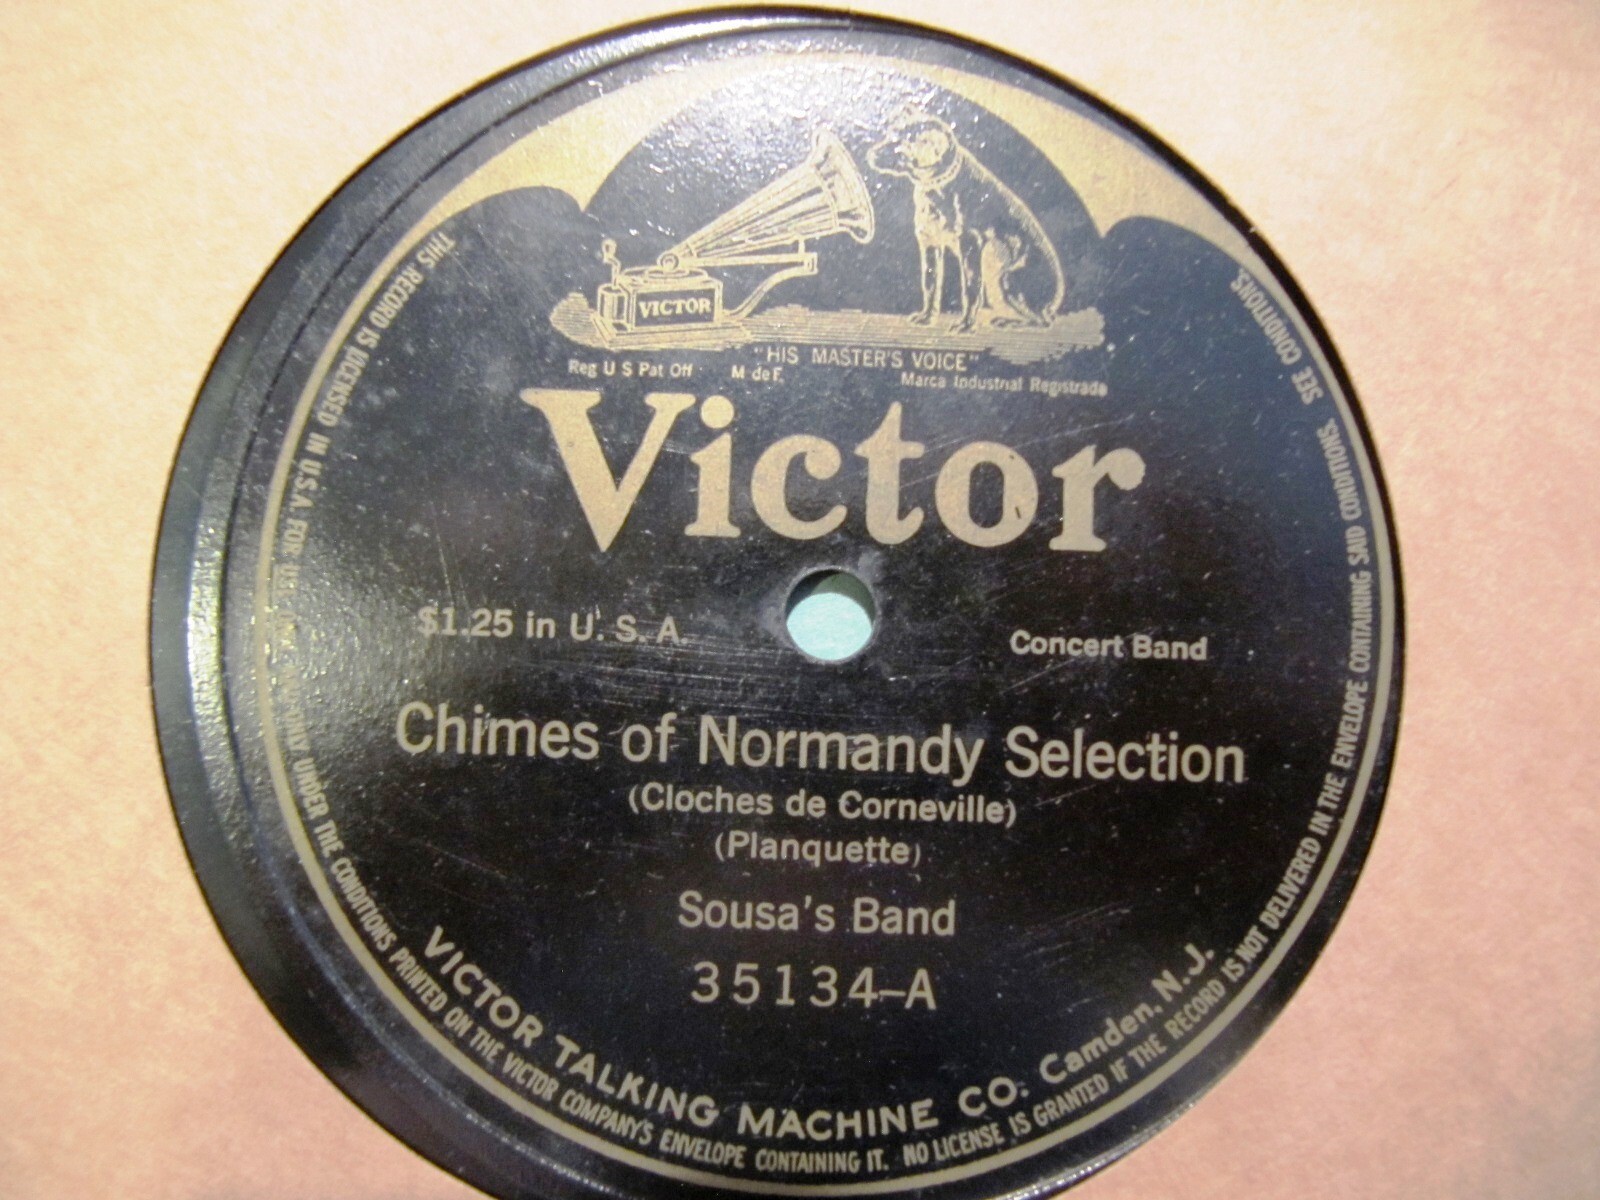 VICTOR
"HIS MASTER'S VOICE"
Reg U S Pat Off M de F. Marca Industrial Registrada
Victor
$1.25 in U. S. A.
Concert Band
Chimes of Normandy Selection
(Cloches de Corneville)
(Planquette)
Sousa's Band
35134–A
VICTOR TALKING MACHINE CO. Camden, N.J.
THIS RECORD IS LICENSED IN U.S.A. FOR USE ONLY UNDER THE CONDITIONS PRINTED ON THE VICTOR COMPANY'S ENVELOPE CONTAINING IT. NO LICENSE IS GRANTED IF THE RECORD IS NOT DELIVERED IN THE ENVELOPE CONTAINING SAID CONDITIONS. SEE CONDITIONS.